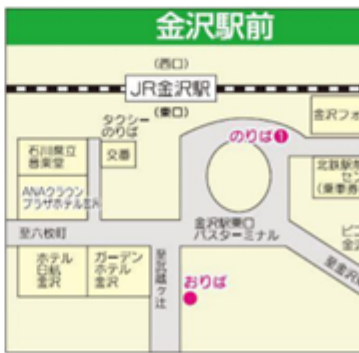 金沢駅前
(西口)
JR金沢駅
(東口)
タクシー
のりば
交番
石川県立
音楽堂
ANAクラウン
プラザホテル金沢
のりば❶
金沢フォ
北鉄駅前
セン
(乗車券
至六枚町
金沢駅東口
バスターミナル
ホテル
日航
金沢
ガーデン
ホテル
金沢
至武蔵ヶ辻
おりば
金沢
至金沢